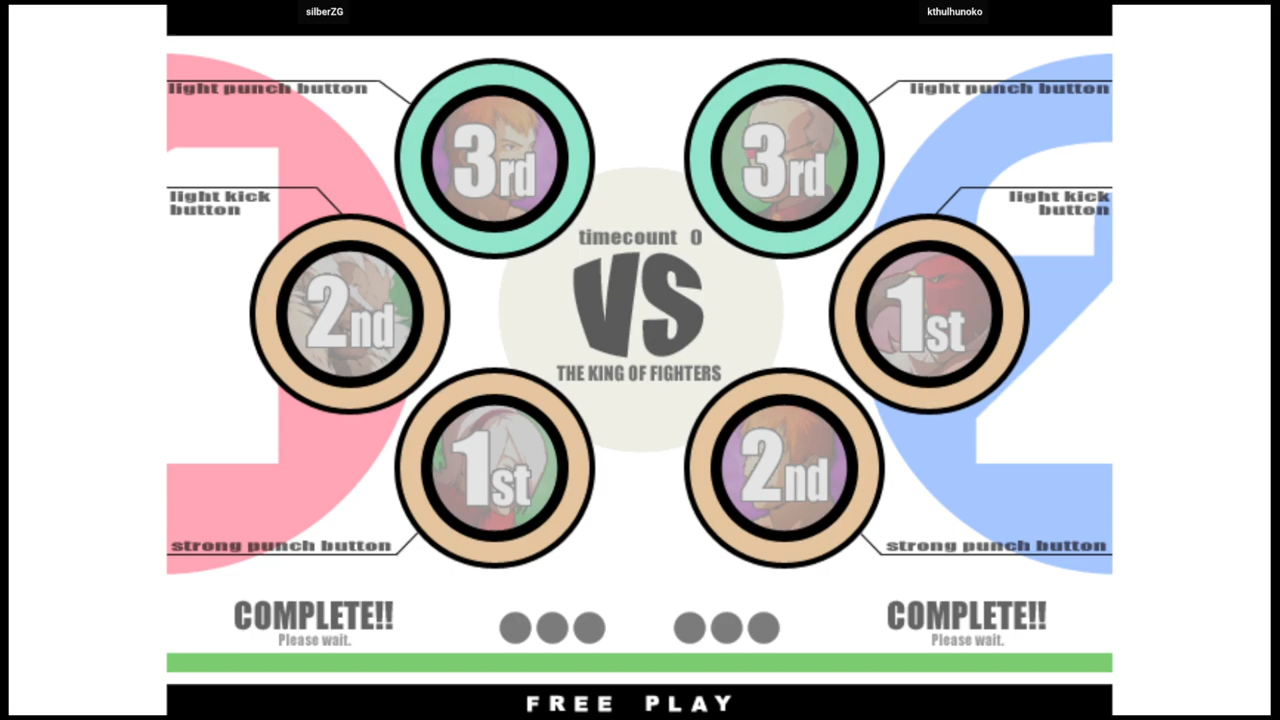 silberZG
kthulhunoko
light punch button
light punch button
3rd
3rd
light kick
button
light kick
button
timecount 0
VS
THE KING OF FIGHTERS
2nd
1st
1st
2nd
strong punch button
strong punch button
COMPLETE!!
Please wait.
COMPLETE!!
Please wait.
FREE PLAY